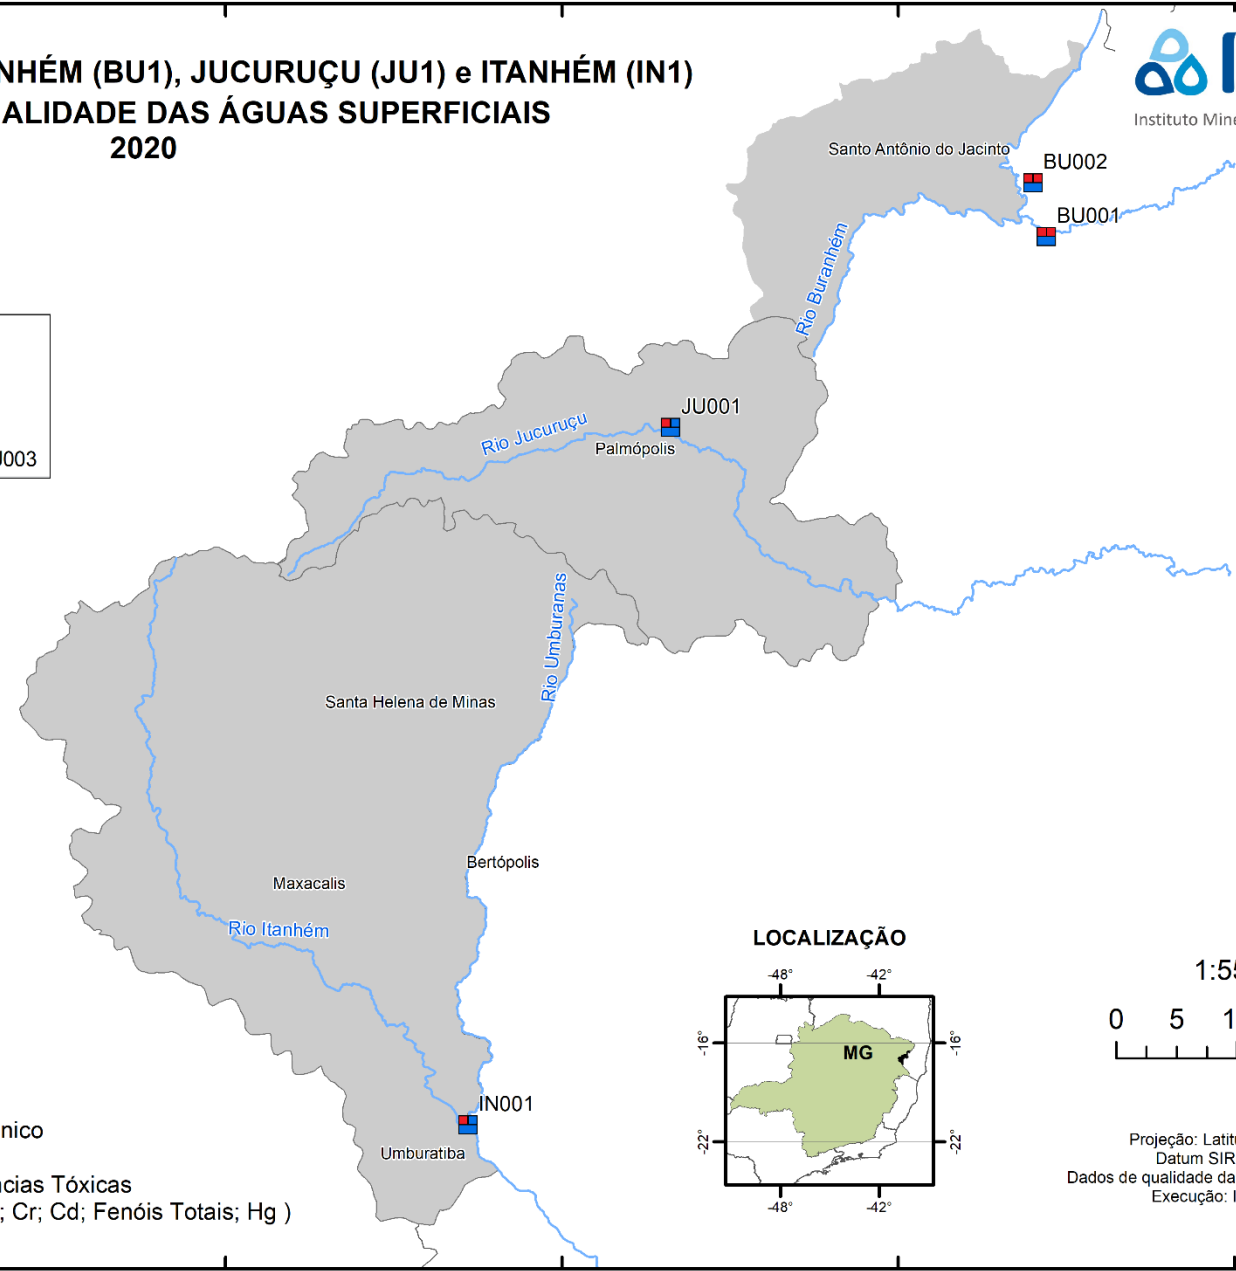 NHÉM (BU1), JUCURUÇU (JU1) e ITANHÉM (IN1)
ALIDADE DAS ÁGUAS SUPERFICIAIS
2020
Instituto Mine
Santo Antônio do Jacinto
BU002
BU001
Rio Buranhém
JU001
Rio Jucuruçu
Palmópolis
J003
Rio Umburanas
Santa Helena de Minas
Bertópolis
Maxacalis
Rio Itanhém
IN001
Umburatiba
nico
cias Tóxicas
; Cr; Cd; Fenóis Totais; Hg )
LOCALIZAÇÃO
-48° -42°
-16° MG -16°
-22° -22°
-48° -42°
1:55
0 5 1
Projeção: Latitu
Datum SIR
Dados de qualidade da
Execução: I